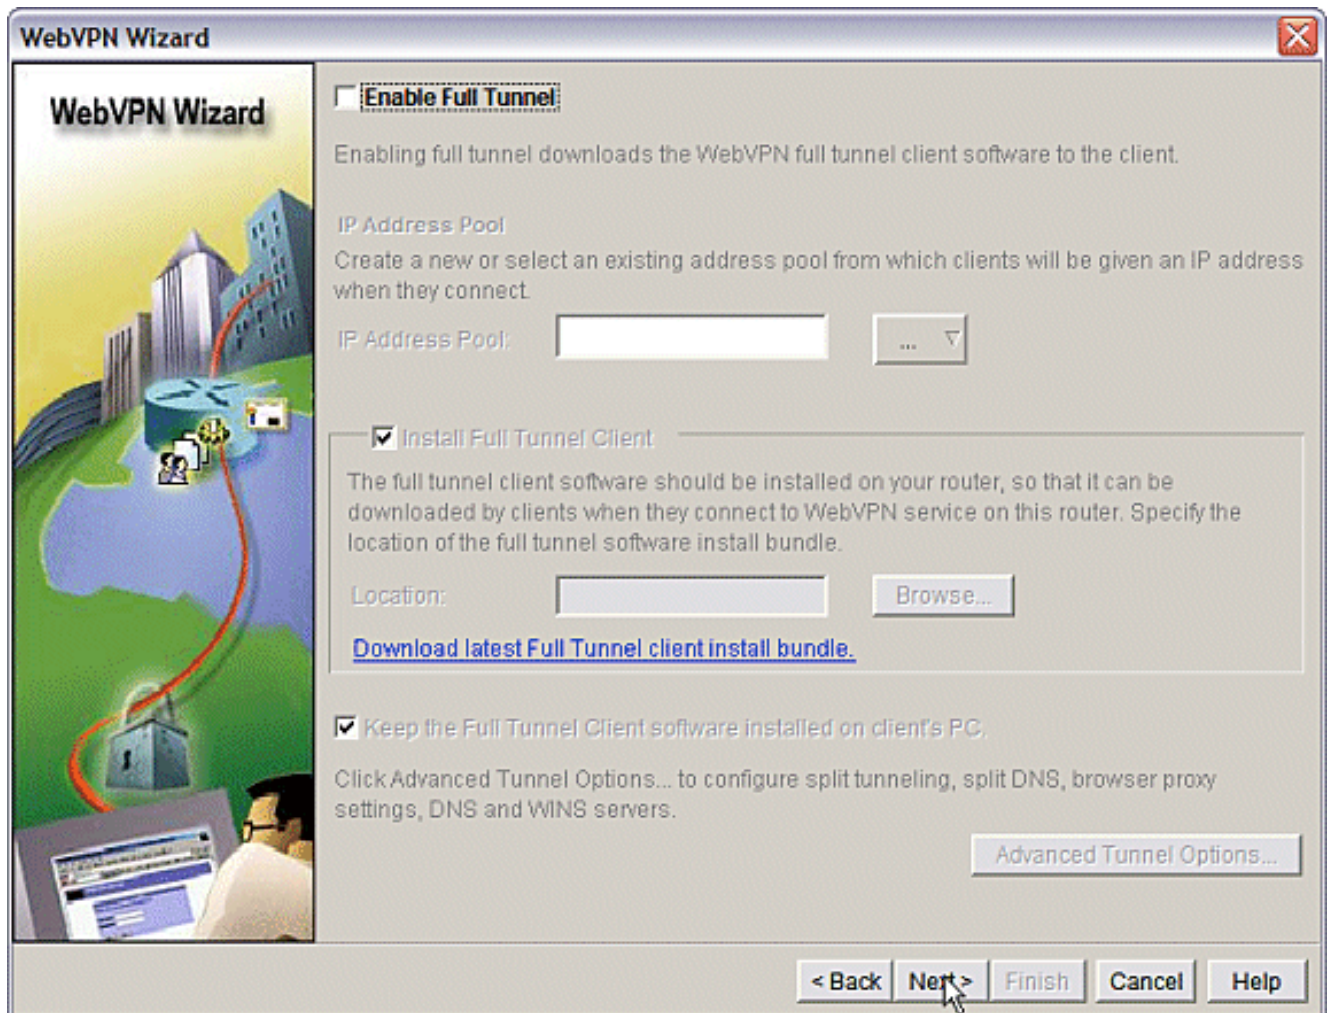 WebVPN Wizard
WebVPN Wizard
Enable Full Tunnel
Enabling full tunnel downloads the WebVPN full tunnel client software to the client.
IP Address Pool
Create a new or select an existing address pool from which clients will be given an IP address
when they connect.
IP Address Pool:
...
Install Full Tunnel Client
The full tunnel client software should be installed on your router, so that it can be
downloaded by clients when they connect to WebVPN service on this router. Specify the
location of the full tunnel software install bundle.
Location:
Browse...
Download latest Full Tunnel client install bundle.
Keep the Full Tunnel Client software installed on client's PC.
Click Advanced Tunnel Options... to configure split tunneling, split DNS, browser proxy
settings, DNS and WINS servers.
Advanced Tunnel Options...
< Back
Next >
Finish
Cancel
Help